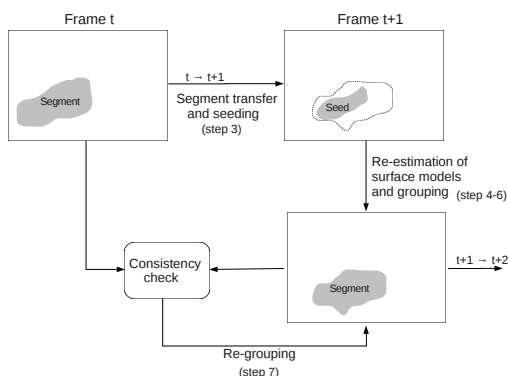 Frame t
Frame t+1
Segment
t → t+1
Segment transfer
and seeding
(step 3)
Seed
Re-estimation of
surface models
and grouping (step 4-6)
Consistency
check
Segment
t+1 → t+2
Re-grouping
(step 7)